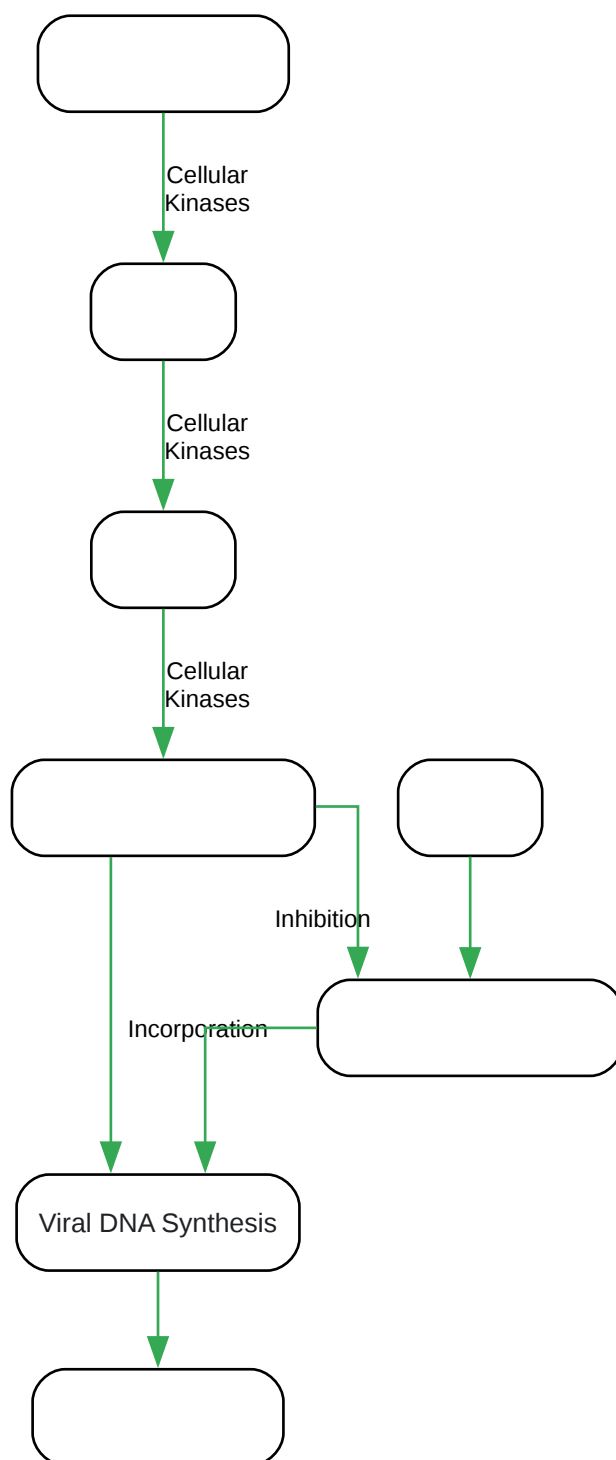 Cellular
Kinases
Cellular
Kinases
Cellular
Kinases
Inhibition
Incorporation
Viral DNA Synthesis